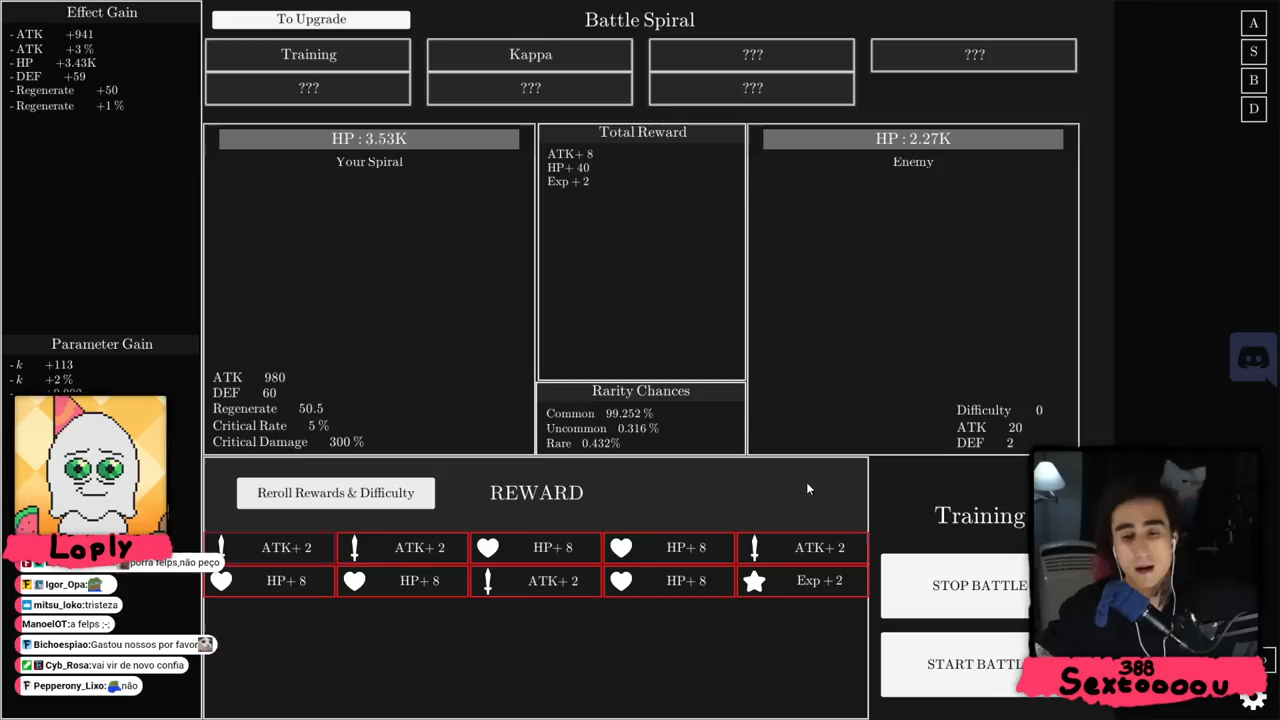 Effect Gain
- ATK +941
- ATK +3 %
- HP +3.43K
- DEF +59
- Regenerate +50
- Regenerate +1 %
Parameter Gain
- k +113
- k +2 %
To Upgrade
Battle Spiral
Training
Kappa
???
???
???
???
???
HP : 3.53K
Your Spiral
ATK 980
DEF 60
Regenerate 50.5
Critical Rate 5 %
Critical Damage 300 %
Total Reward
ATK+ 8
HP+ 40
Exp + 2
Rarity Chances
Common 99.252 %
Uncommon 0.316 %
Rare 0.432%
HP : 2.27K
Enemy
Difficulty 0
ATK 20
DEF 2
A
S
B
D
Reroll Rewards & Difficulty
REWARD
ATK+ 2
ATK+ 2
HP+ 8
HP+ 8
ATK+ 2
HP+ 8
HP+ 8
ATK+ 2
HP+ 8
Exp + 2
Training
STOP BATTLE
START BATTL
Loply
porra felps,não peço
Igor_Opa:
mitsu_loko:tristeza
ManoelOT:a felps ;-;
Bichoespiao:Gastou nossos por favor
Cyb_Rosa:vai vir de novo confia
Pepperony_Lixo:não
388
Sextoooou